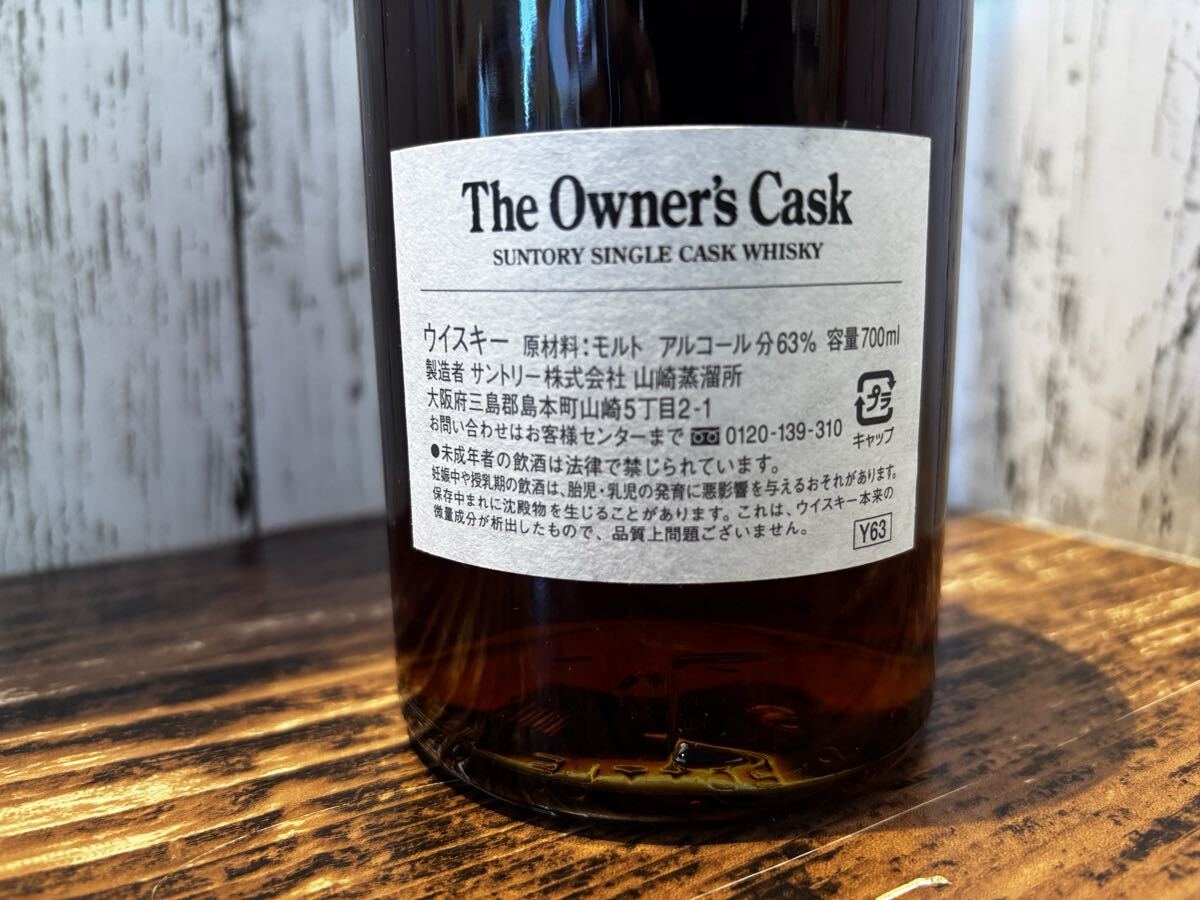 The Owner's Cask
SUNTORY SINGLE CASK WHISKY
ウイスキー 原材料：モルト アルコール分63% 容量700ml
製造者 サントリー株式会社 山崎蒸溜所
大阪府三島郡島本町山崎5丁目2-1
お問い合わせはお客様センターまで 0120-139-310
プラ
キャップ
●未成年者の飲酒は法律で禁じられています。
妊娠中や授乳期の飲酒は、胎児・乳児の発育に悪影響を与えるおそれがあります。
保存中まれに沈殿物を生じることがあります。これは、ウイスキー本来の
微量成分が析出したもので、品質上問題ございません。
Y63